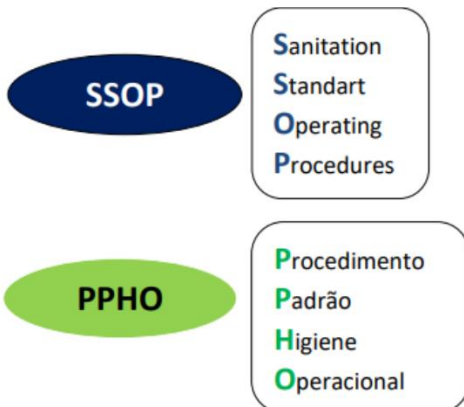 SSOP
Sanitation
Standart
Operating
Procedures
PPHO
Procedimento
Padrão
Higiene
Operacional